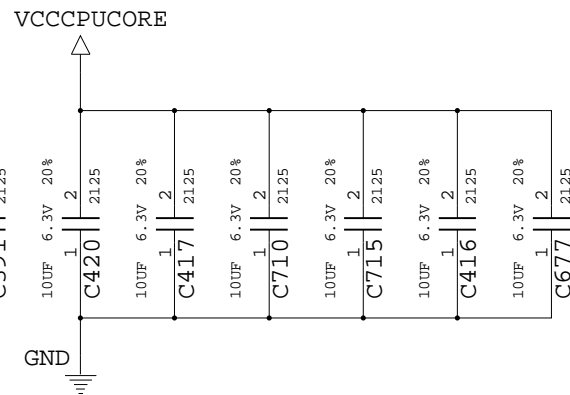 VCCCPUCORE
2125
10UF 6.3V 20%
1 2
C420
2125
10UF 6.3V 20%
1 2
C417
2125
10UF 6.3V 20%
1 2
C710
2125
10UF 6.3V 20%
1 2
C715
2125
10UF 6.3V 20%
1 2
C416
2125
10UF 6.3V 20%
1 2
C677
2125
GND